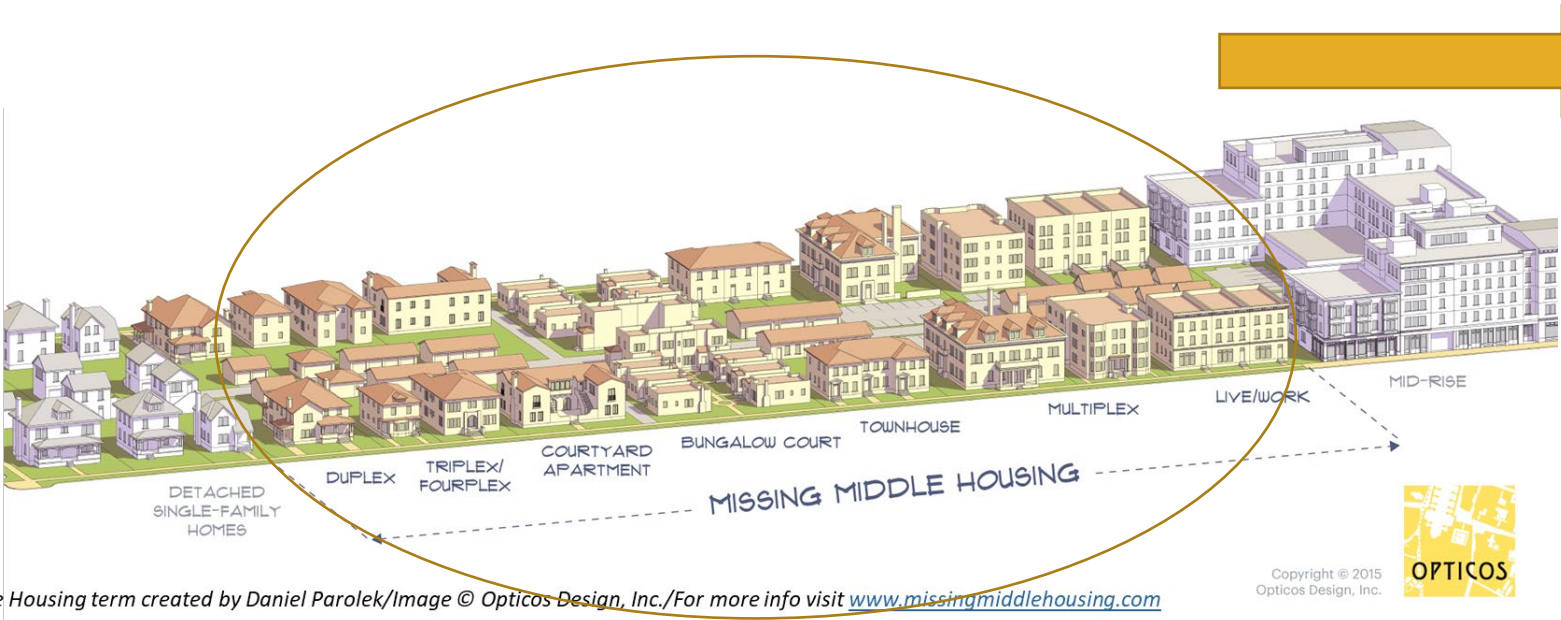 DETACHED
SINGLE-FAMILY
HOMES
DUPLEX
TRIPLEX/
FOURPLEX
COURTYARD
APARTMENT
BUNGALOW COURT
TOWNHOUSE
MULTIPLEX
LIVE/WORK
MID-RISE
MISSING MIDDLE HOUSING
Copyright © 2015
Opticos Design, Inc.
OPTICOS
Housing term created by Daniel Parolek/Image © Opticos Design, Inc./For more info visit www.missingmiddlehousing.com